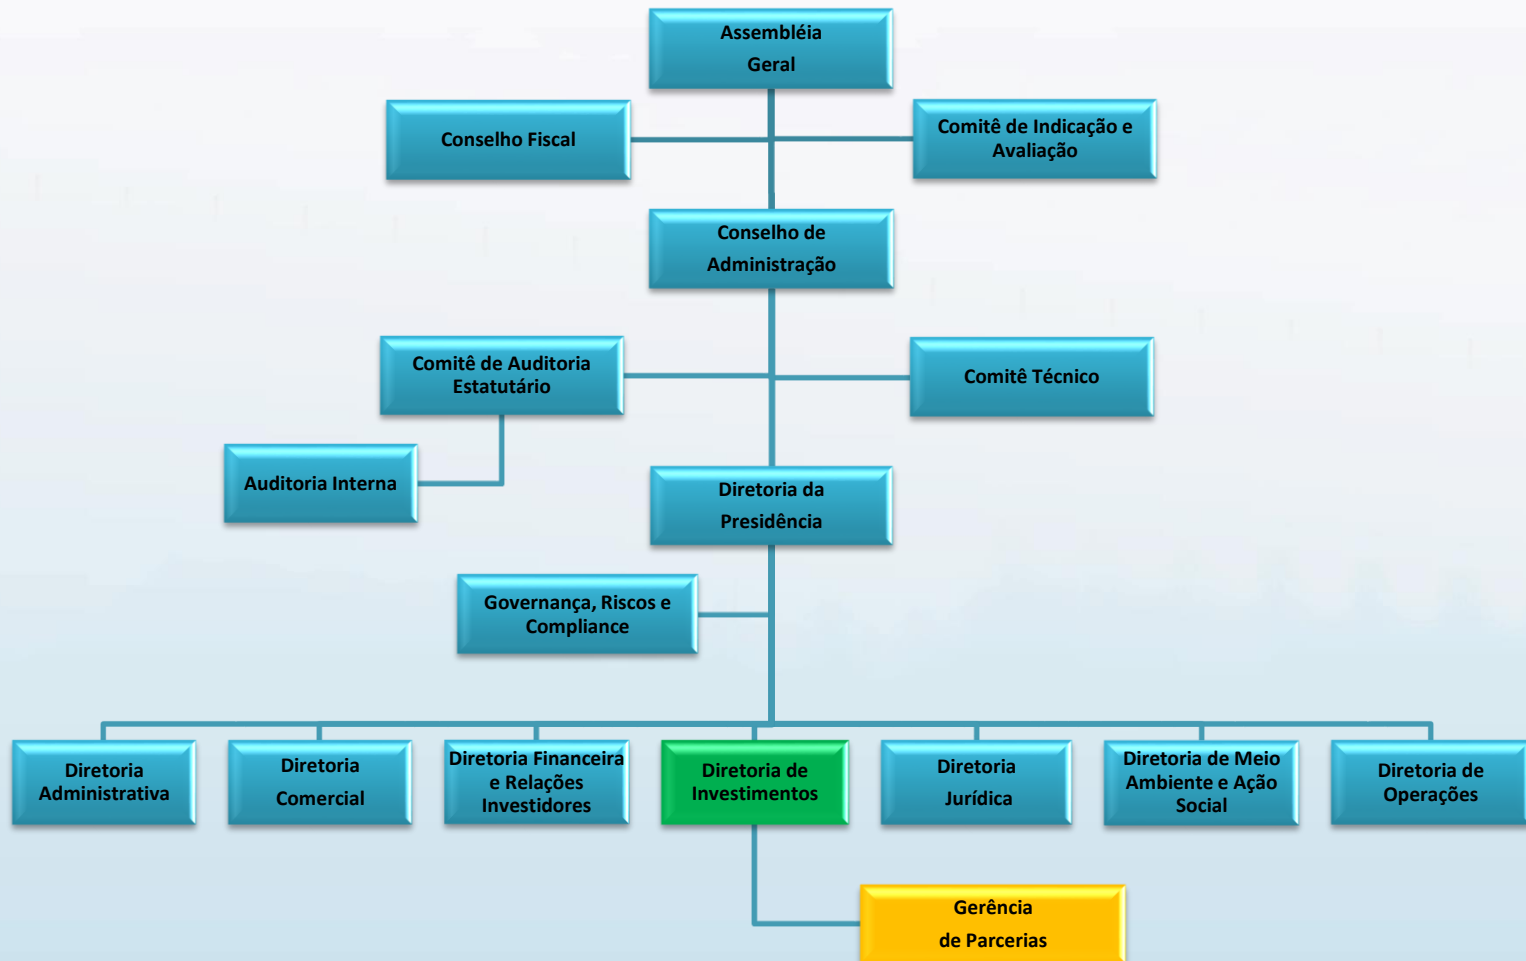 Assembléia
Geral
Conselho Fiscal
Comitê de Indicação e
Avaliação
Conselho de
Administração
Comitê de Auditoria
Estatutário
Comitê Técnico
Auditoria Interna
Diretoria da
Presidência
Governança, Riscos e
Compliance
Diretoria
Administrativa
Diretoria
Comercial
Diretoria Financeira
e Relações
Investidores
Diretoria de
Investimentos
Diretoria
Jurídica
Diretoria de Meio
Ambiente e Ação
Social
Diretoria de
Operações
Gerência
de Parcerias